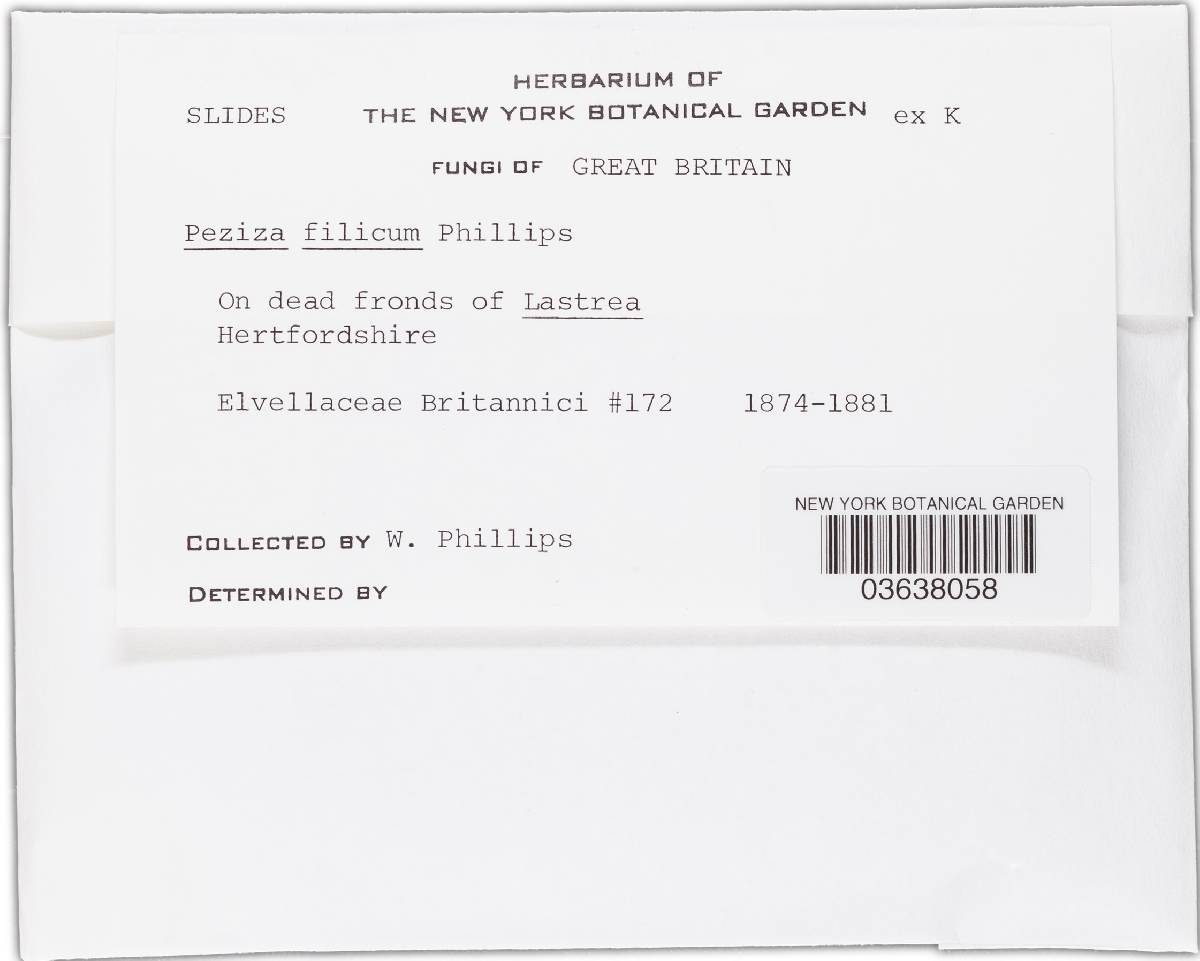 HERBARIUM OF
SLIDES THE NEW YORK BOTANICAL GARDEN ex K
FUNGI OF GREAT BRITAIN
Peziza filicum Phillips
On dead fronds of Lastrea
Hertfordshire
Elvellaceae Britannici #172 1874-1881
NEW YORK BOTANICAL GARDEN
COLLECTED BY W. Phillips
03638058
DETERMINED BY